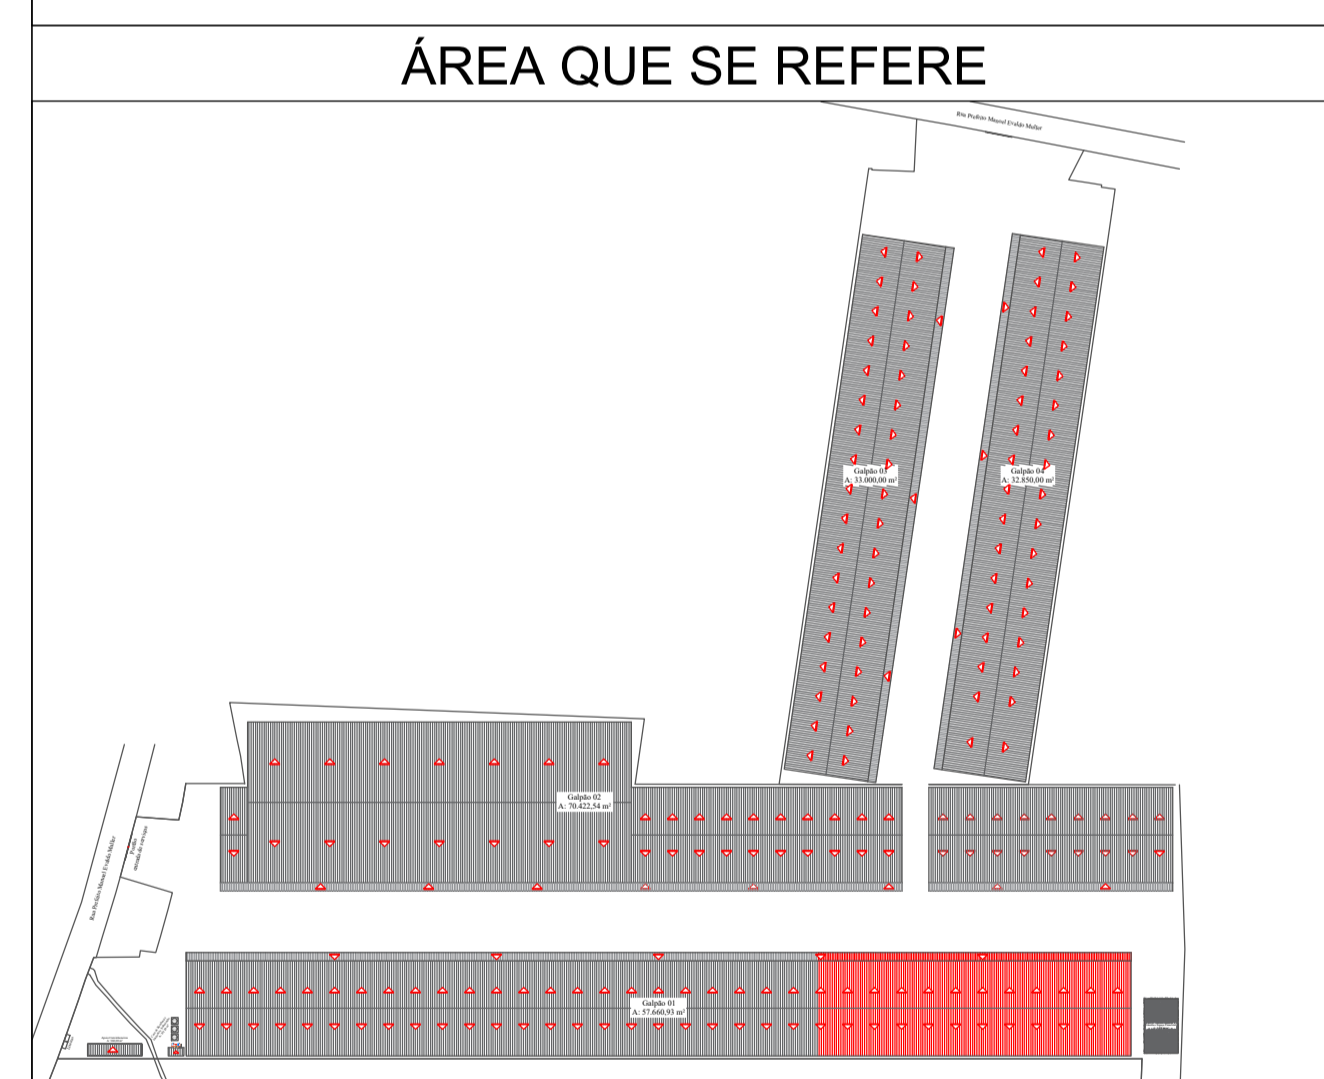 ÁREA QUE SE REFERE
Rua Prefeito Manoel Evaldo Muller
Galpão 03
A: 33.000,00 m²
Galpão 04
A: 32.850,00 m²
Galpão 02
A: 70.422,54 m²
Rua Prefeito Manoel Evaldo Muller
Galpão 01
A: 57.660,93 m²